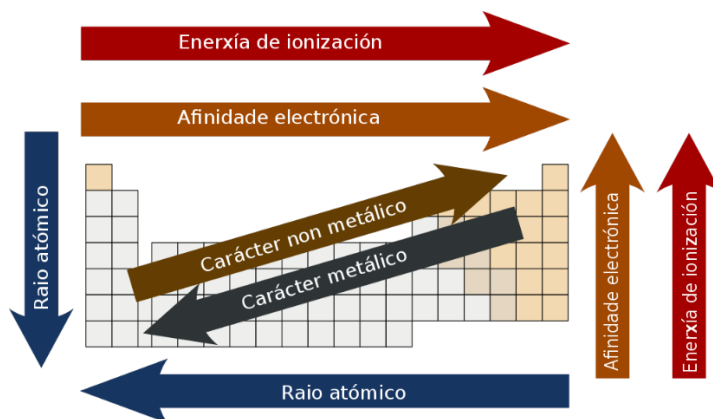 Enerxía de ionización
Afinidade electrónica
Raio atómico
Carácter non metálico
Carácter metálico
Afinidade electrónica
Enerxía de ionización
Raio atómico